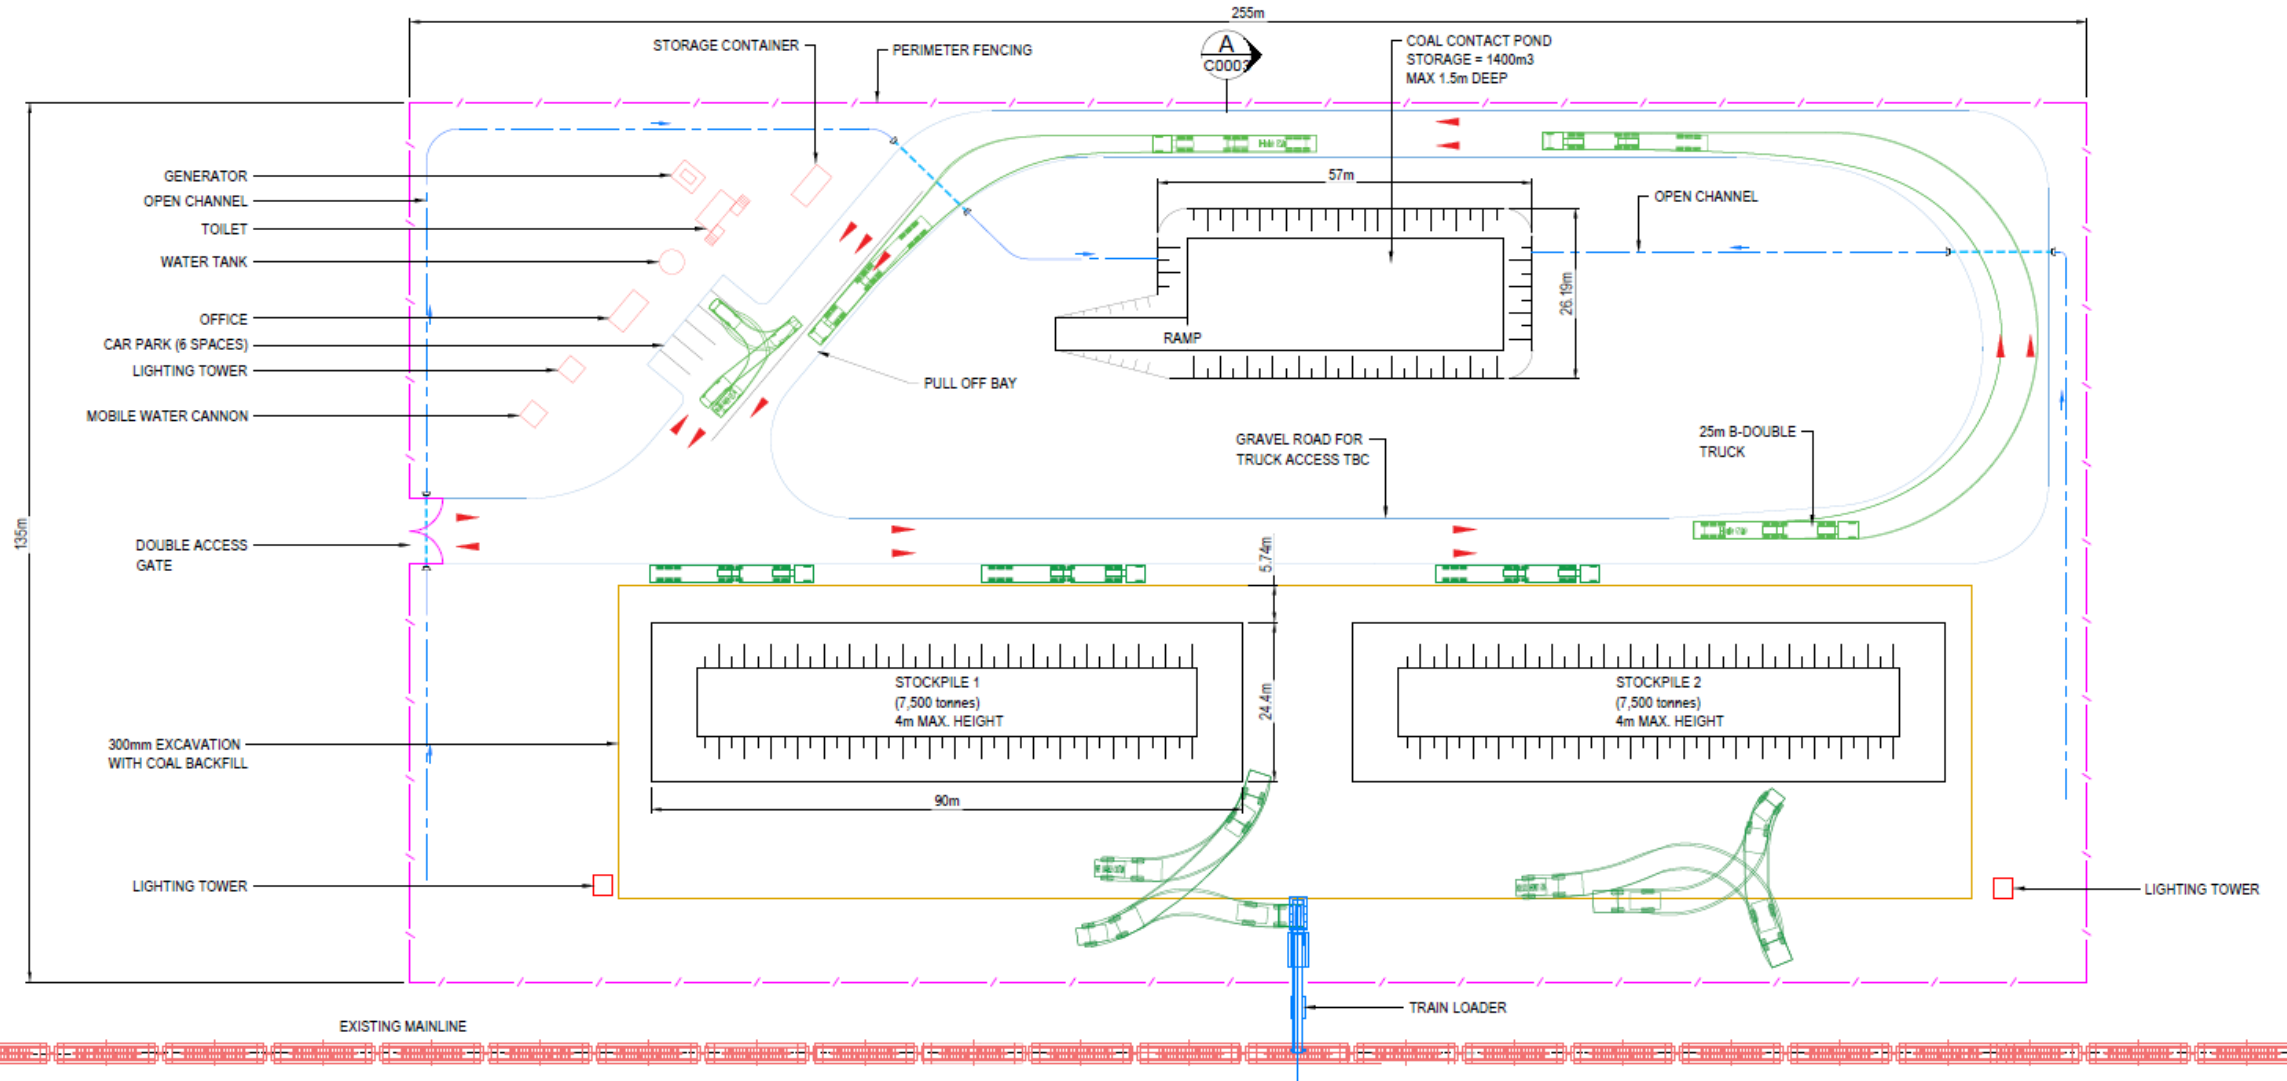 255m
STORAGE CONTAINER
PERIMETER FENCING
A
C0003
COAL CONTACT POND
STORAGE = 1400m3
MAX 1.5m DEEP
GENERATOR
OPEN CHANNEL
TOILET
WATER TANK
OFFICE
CAR PARK (6 SPACES)
LIGHTING TOWER
MOBILE WATER CANNON
57m
OPEN CHANNEL
26.19m
RAMP
PULL OFF BAY
GRAVEL ROAD FOR
TRUCK ACCESS TBC
25m B-DOUBLE
TRUCK
135m
DOUBLE ACCESS
GATE
5.74m
STOCKPILE 1
(7,500 tonnes)
4m MAX. HEIGHT
24.4m
STOCKPILE 2
(7,500 tonnes)
4m MAX. HEIGHT
300mm EXCAVATION
WITH COAL BACKFILL
90m
LIGHTING TOWER
LIGHTING TOWER
TRAIN LOADER
EXISTING MAINLINE